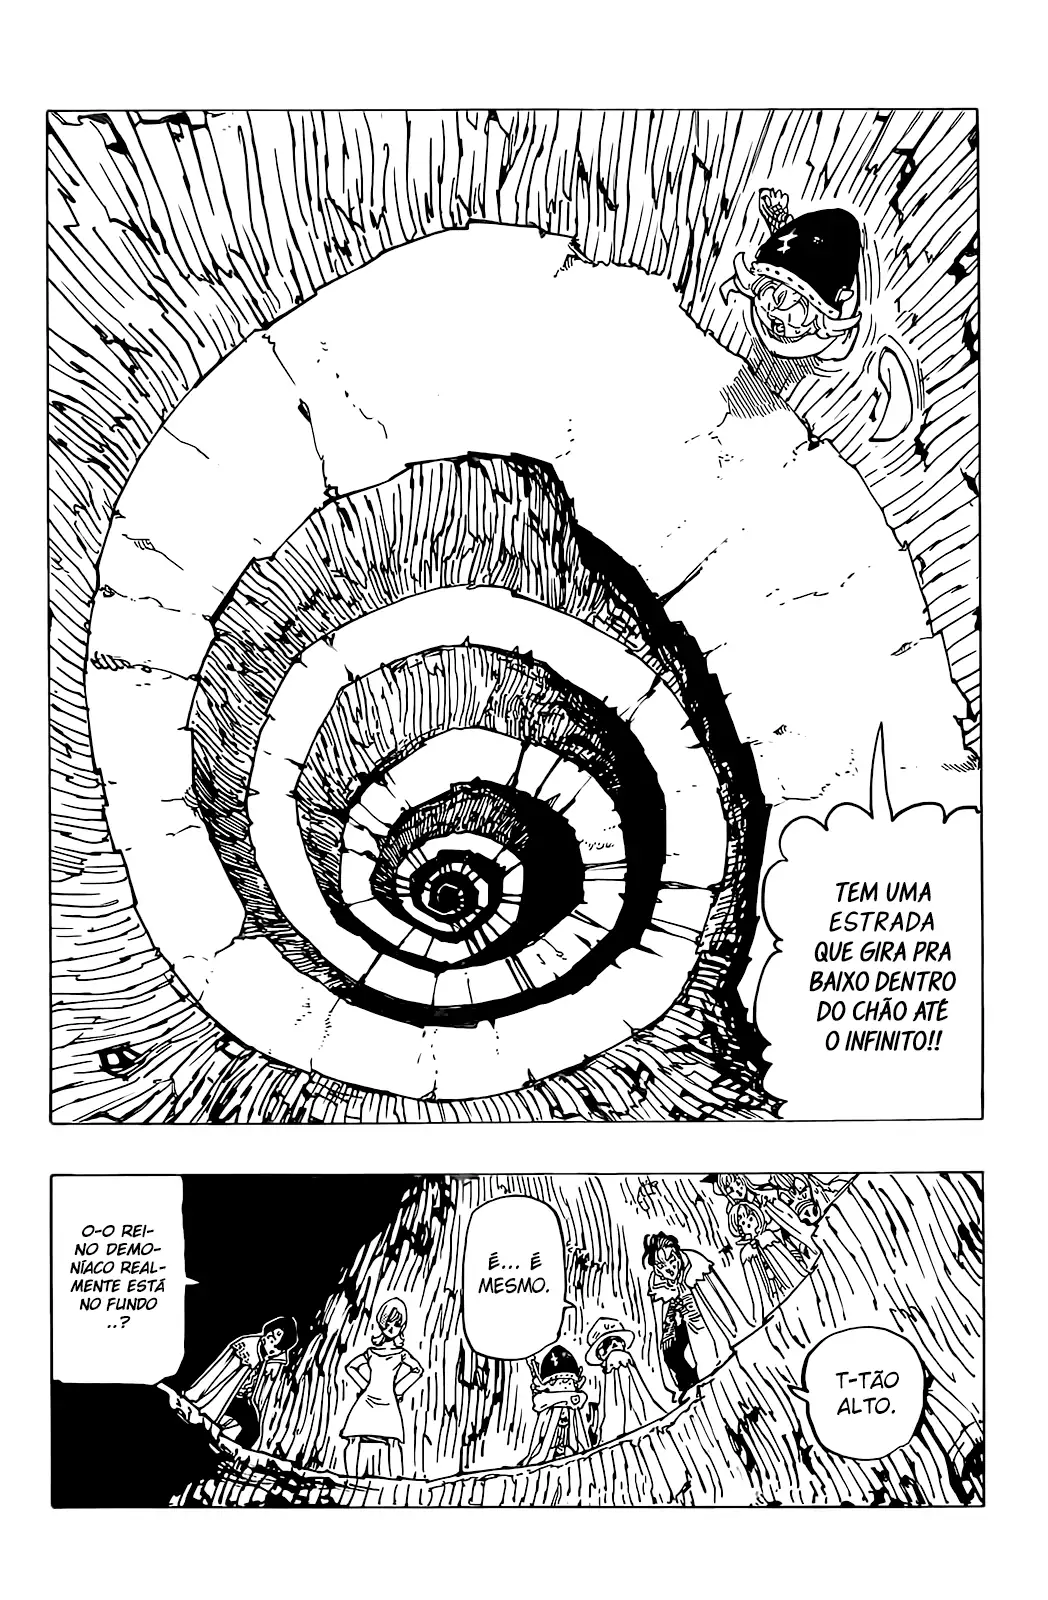 TEM UMA
ESTRADA
QUE GIRA PRA
BAIXO DENTRO
DO CHÃO ATÉ
O INFINITO!!
O-O REI-
NO DEMO-
NÍACO REAL-
MENTE ESTÁ
NO FUNDO
..?
É... É
MESMO.
T-TÃO
ALTO.